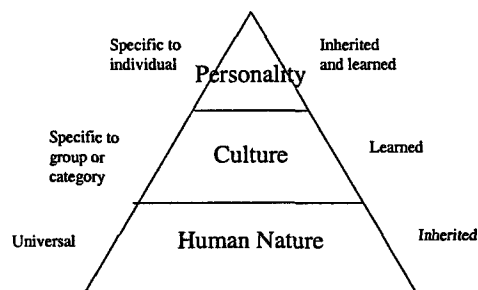 Specific to
individual
Personality
Inherited
and learned
Specific to
group or
category
Culture
Learned
Universal
Human Nature
Inherited